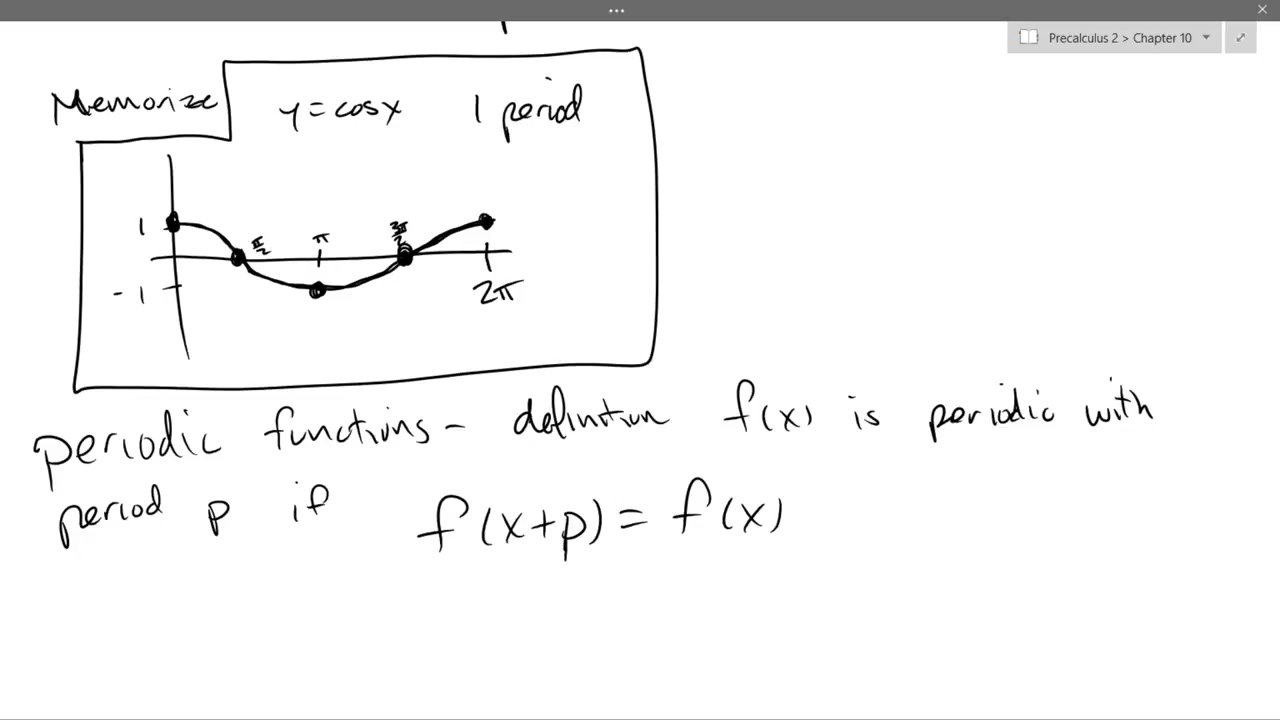 Precalculus 2 > Chapter 10
Memorize y = cosx 1 period
1
π/2 π 3π/2
-1 2π
periodic functions - definition f(x) is periodic with
period p if f(x+p) = f(x)